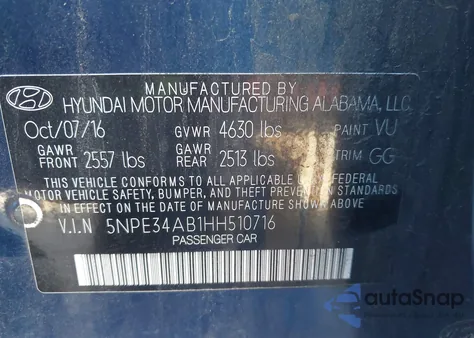 MANUFACTURED BY
HYUNDAI MOTOR MANUFACTURING ALABAMA, LLC
Oct/07/16 GVWR 4630 lbs PAINT VU
GAWR FRONT 2557 lbs GAWR REAR 2513 lbs TRIM GG
THIS VEHICLE CONFORMS TO ALL APPLICABLE U.S. FEDERAL
MOTOR VEHICLE SAFETY, BUMPER, AND THEFT PREVENTION STANDARDS
IN EFFECT ON THE DATE OF MANUFACTURE SHOWN ABOVE.
V.I.N 5NPE34AB1HH510716
PASSENGER CAR
autoSnap